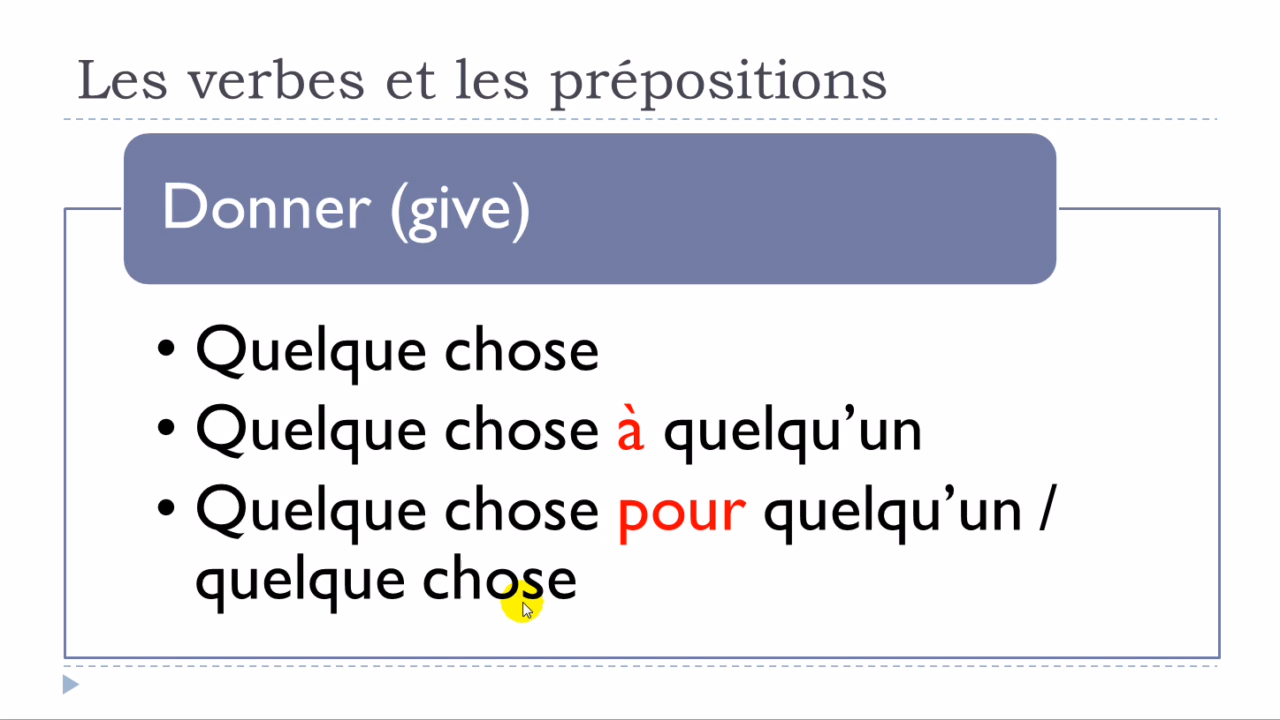 Les verbes et les prépositions
Donner (give)
• Quelque chose
• Quelque chose à quelqu’un
• Quelque chose pour quelqu’un /
quelque chose